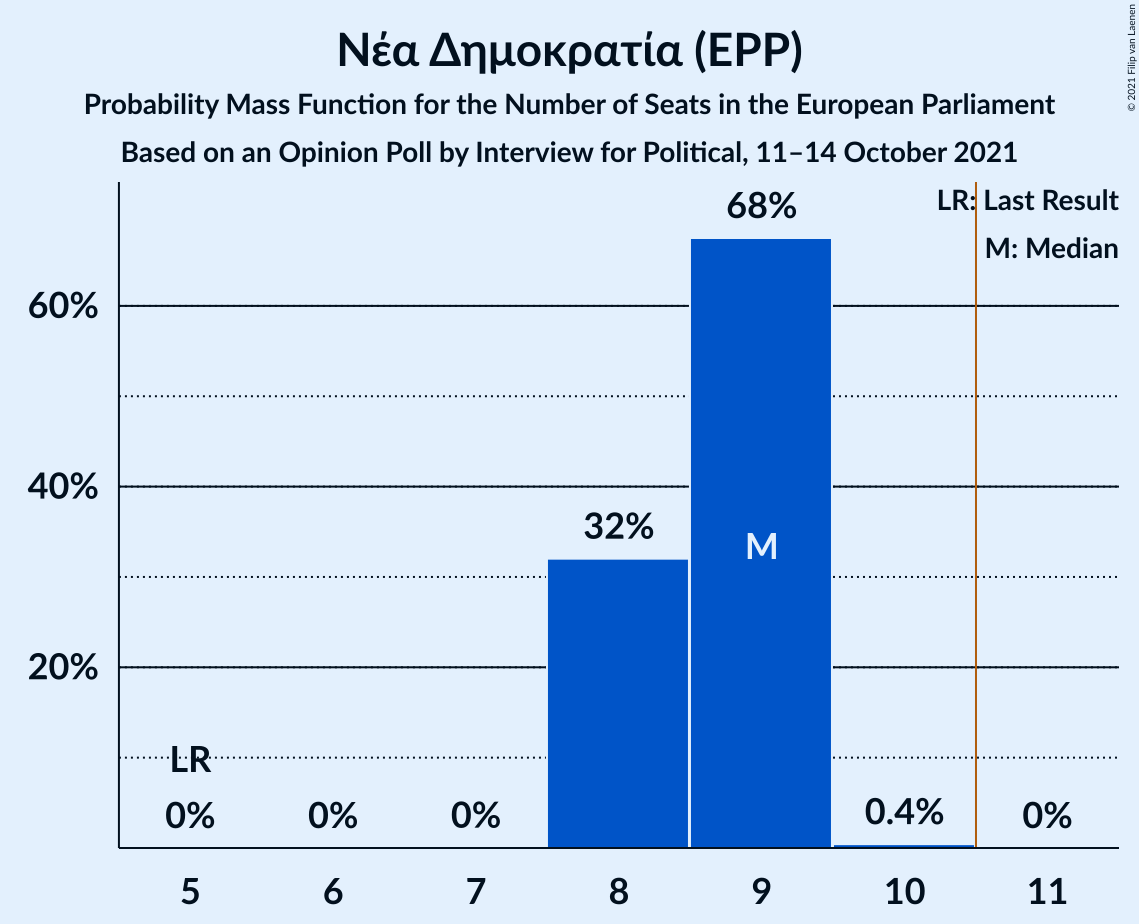 Νέα Δημοκρατία (EPP)
Probability Mass Function for the Number of Seats in the European Parliament
Based on an Opinion Poll by Interview for Political, 11–14 October 2021
© 2021 Filip van Laenen
LR: Last Result
M: Median
68%
60%
40%
32%
M
20%
LR
0%
0%
0%
0.4%
0%
5
6
7
8
9
10
11